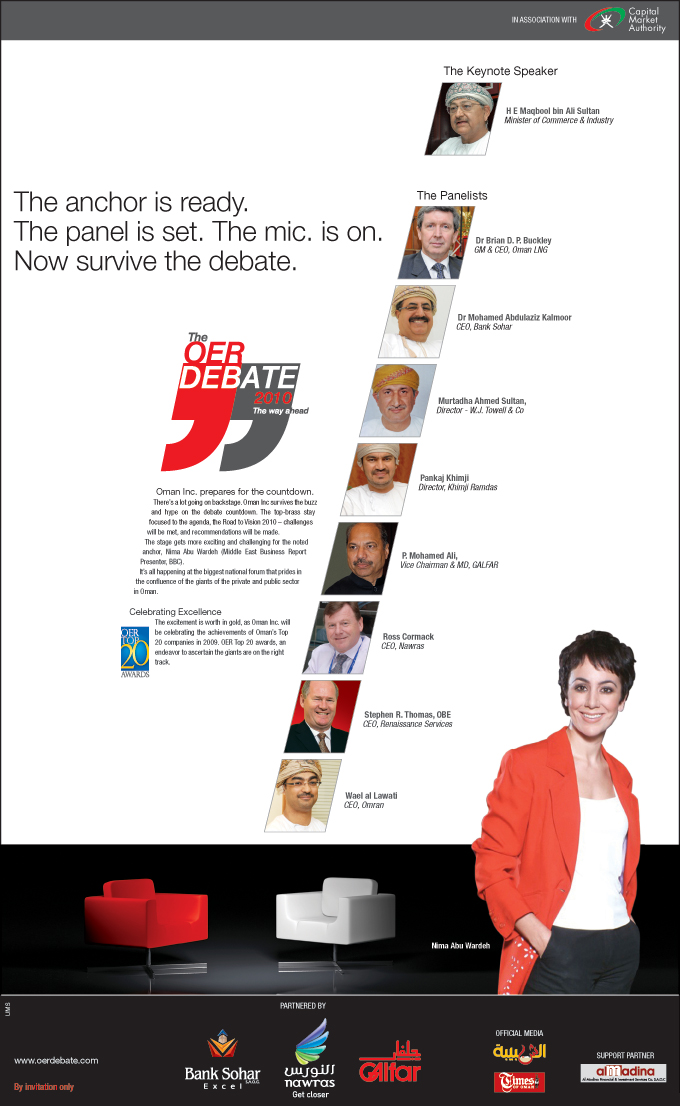 IN ASSOCIATION WITH
Capital
Market
Authority
The Keynote Speaker
H E Maqbool bin Ali Sultan
Minister of Commerce & Industry
The anchor is ready.
The panel is set. The mic. is on.
Now survive the debate.
The Panelists
Dr Brian D. P. Buckley
GM & CEO, Oman LNG
Dr Mohamed Abdulaziz Kalmoor
CEO, Bank Sohar
Murtadha Ahmed Sultan,
Director - W.J. Towell & Co
Pankaj Khimji
Director, Khimji Ramdas
P. Mohamed Ali,
Vice Chairman & MD, GALFAR
Ross Cormack
CEO, Nawras
Stephen R. Thomas, OBE
CEO, Renaissance Services
Wael al Lawati
CEO, Omran
The
OER
DEBATE
2010
The way ahead
Oman Inc. prepares for the countdown.
There's a lot going on backstage. Oman Inc survives the buzz
and hype on the debate countdown. The top-brass stay
focused to the agenda, the Road to Vision 2010 – challenges
will be met, and recommendations will be made.
The stage gets more exciting and challenging for the noted
anchor, Nima Abu Wardeh (Middle East Business Report
Presenter, BBC).
It's all happening at the biggest national forum that prides in
the confluence of the giants of the private and public sector
in Oman.
Celebrating Excellence
The excitement is worth in gold, as Oman Inc. will
be celebrating the achievements of Oman's Top
20 companies in 2009. OER Top 20 awards, an
endeavor to ascertain the giants are on the right
track.
OER
TOP
20
AWARDS
Nima Abu Wardeh
UMS
PARTNERED BY
www.oerdebate.com
By invitation only
Bank Sohar
S.A.O.G.
Excel
النورس
nawras
Get closer
جلفار
Galfar
OFFICIAL MEDIA
الشبيبة
Times
OF OMAN
SUPPORT PARTNER
al madina
Al Madina Financial & Investment Services Co. S.A.O.C